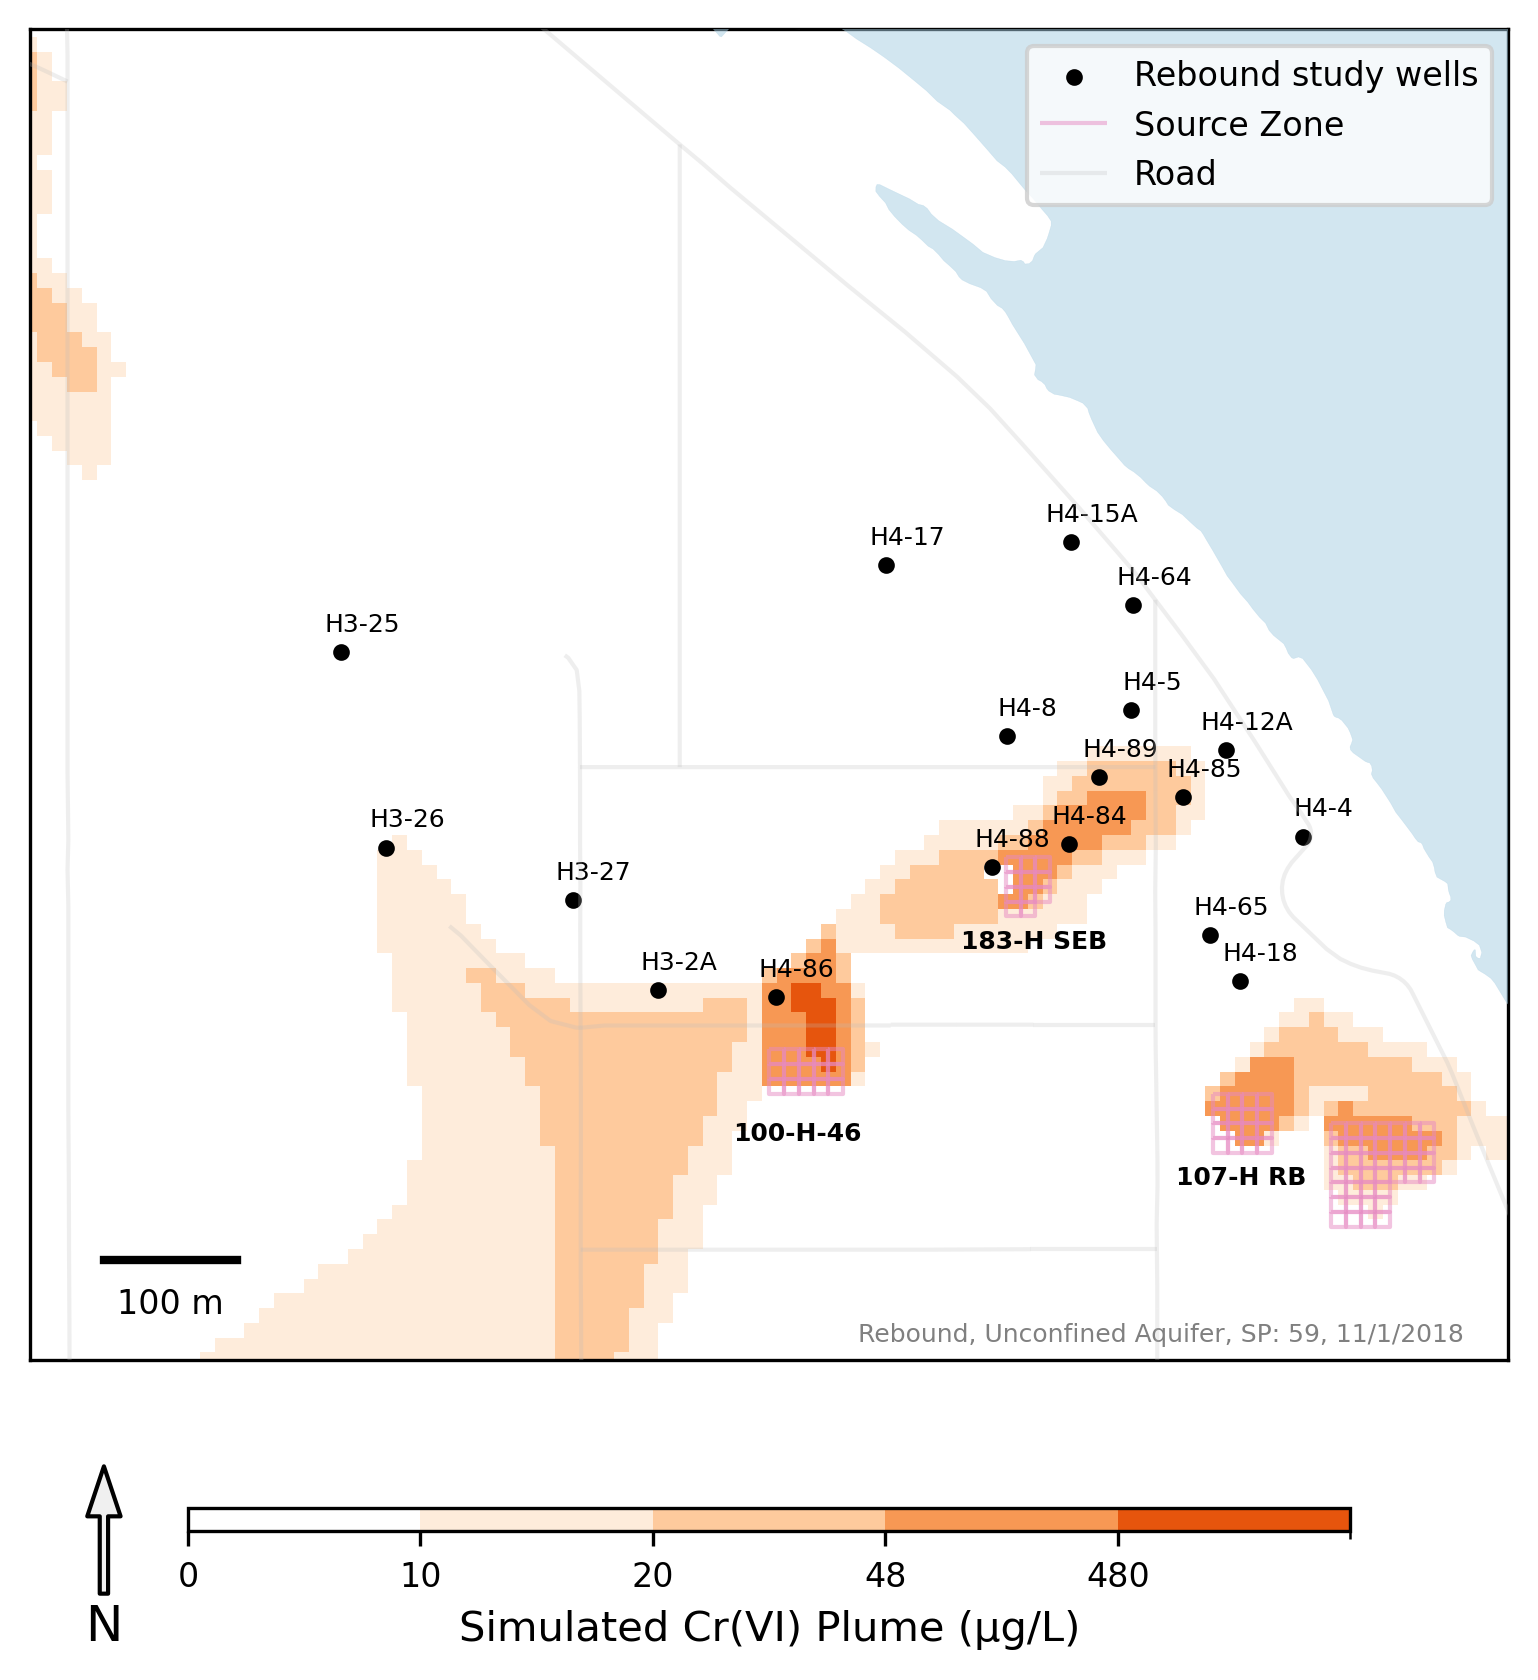 Rebound study wells
Source Zone
Road
H4-15A
H4-17
H4-64
H3-25
H4-5
H4-8
H4-12A
H4-89
H4-85
H4-4
H4-84
H3-26
H4-88
H3-27
H4-65
183-H SEB
H4-18
H3-2A
H4-86
100-H-46
107-H RB
100 m
Rebound, Unconfined Aquifer, SP: 59, 11/1/2018
0 10 20 48 480
N
Simulated Cr(VI) Plume (µg/L)